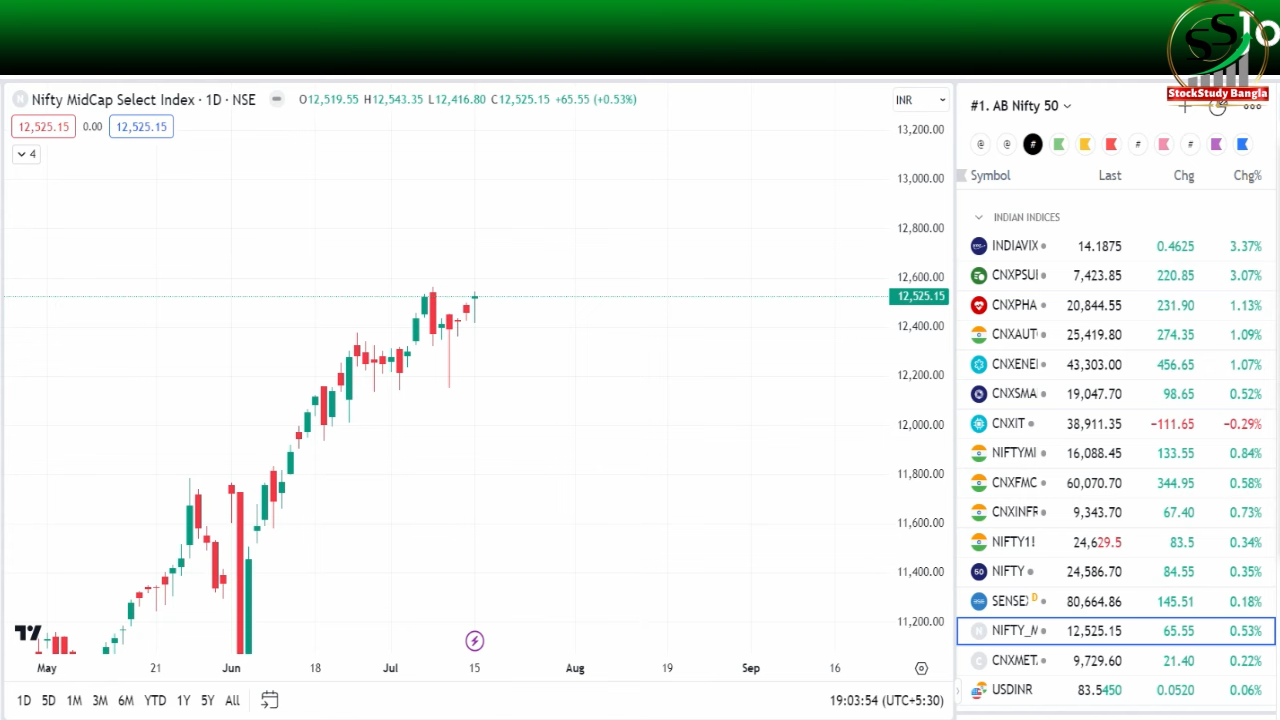 To
SS
StockStudy Bangla
Nifty MidCap Select Index · 1D · NSE O12,519.55 H12,543.35 L12,416.80 C12,525.15 +65.55 (+0.53%)
12,525.15 0.00 12,525.15
4
INR
13,200.00
13,000.00
12,800.00
12,600.00
12,525.15
12,400.00
12,200.00
12,000.00
11,800.00
11,600.00
11,400.00
11,200.00
May 21 Jun 18 Jul 15 Aug 19 Sep 16
1D 5D 1M 3M 6M YTD 1Y 5Y All 19:03:54 (UTC+5:30)
#1. AB Nifty 50
@ @ # # #
Symbol Last Chg Chg%
INDIAN INDICES
INDIAVIX 14.1875 0.4625 3.37%
CNXPSUI 7,423.85 220.85 3.07%
CNXPHA 20,844.55 231.90 1.13%
CNXAUT 25,419.80 274.35 1.09%
CNXENEI 43,303.00 456.65 1.07%
CNXSMA 19,047.70 98.65 0.52%
CNXIT 38,911.35 −111.65 −0.29%
NIFTYMI 16,088.45 133.55 0.84%
CNXFMC 60,070.70 344.95 0.58%
CNXINFR 9,343.70 67.40 0.73%
NIFTY1! 24,629.5 83.5 0.34%
50 NIFTY 24,586.70 84.55 0.35%
SENSEX D 80,664.86 145.51 0.18%
N NIFTY_M 12,525.15 65.55 0.53%
C CNXMET 9,729.60 21.40 0.22%
USDINR 83.5450 0.0520 0.06%